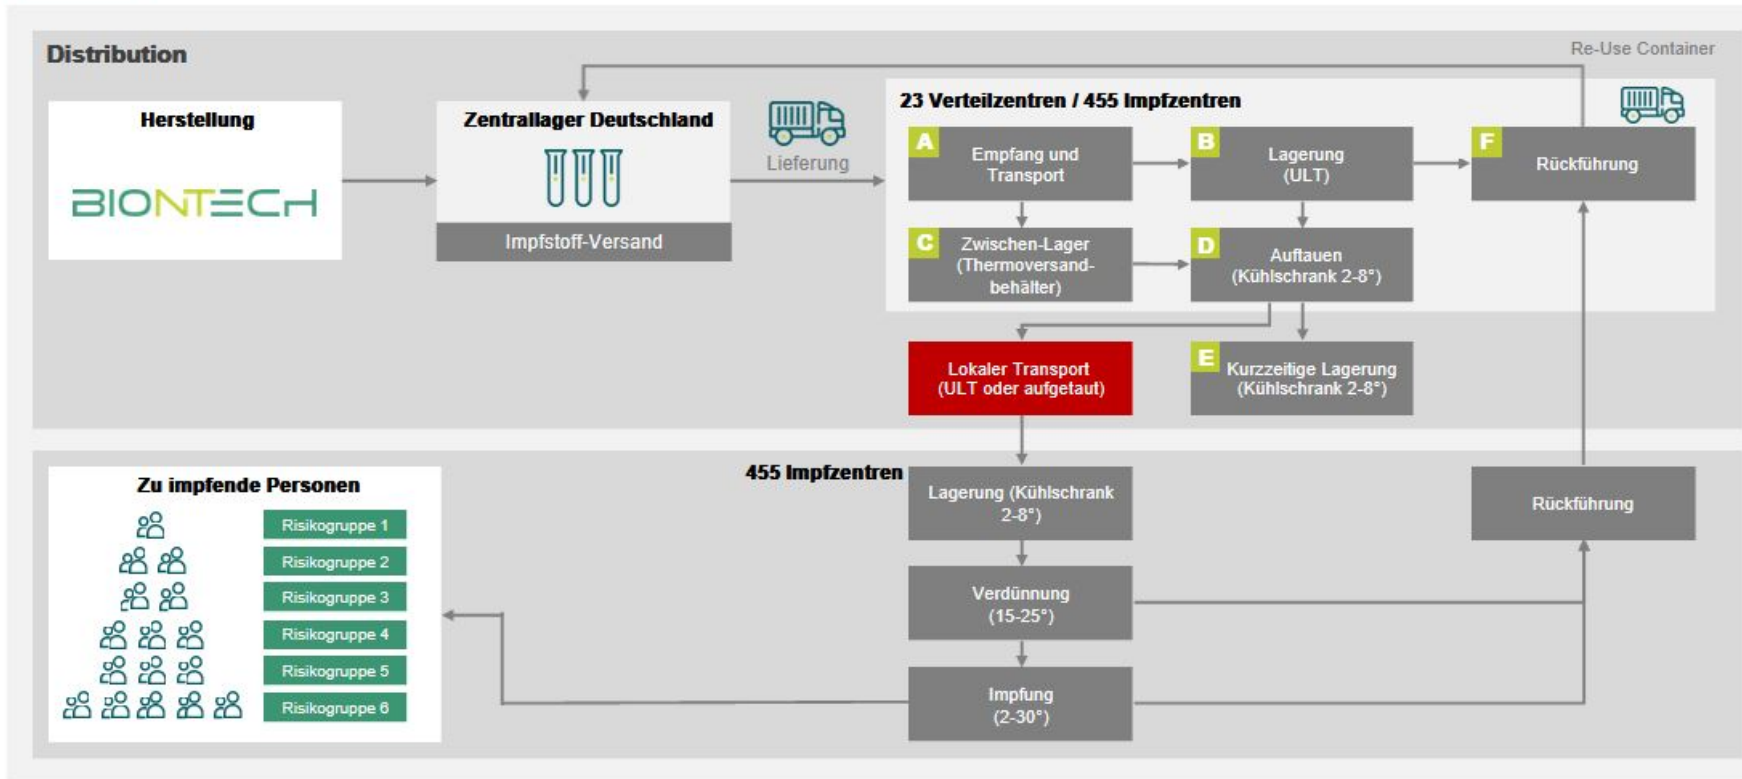 Distribution
Re-Use Container
Herstellung
BIONTECH
Zentrallager Deutschland
Impfstoff-Versand
Lieferung
23 Verteilzentren / 455 Impfzentren
A
Empfang und
Transport
B
Lagerung
(ULT)
F
Rückführung
C
Zwischen-Lager
(Thermoversand-
behälter)
D
Auftauen
(Kühlschrank 2-8°)
Lokaler Transport
(ULT oder aufgetaut)
E
Kurzzeitige Lagerung
(Kühlschrank 2-8°)
455 Impfzentren
Zu impfende Personen
Risikogruppe 1
Risikogruppe 2
Risikogruppe 3
Risikogruppe 4
Risikogruppe 5
Risikogruppe 6
Lagerung (Kühlschrank
2-8°)
Rückführung
Verdünnung
(15-25°)
Impfung
(2-30°)